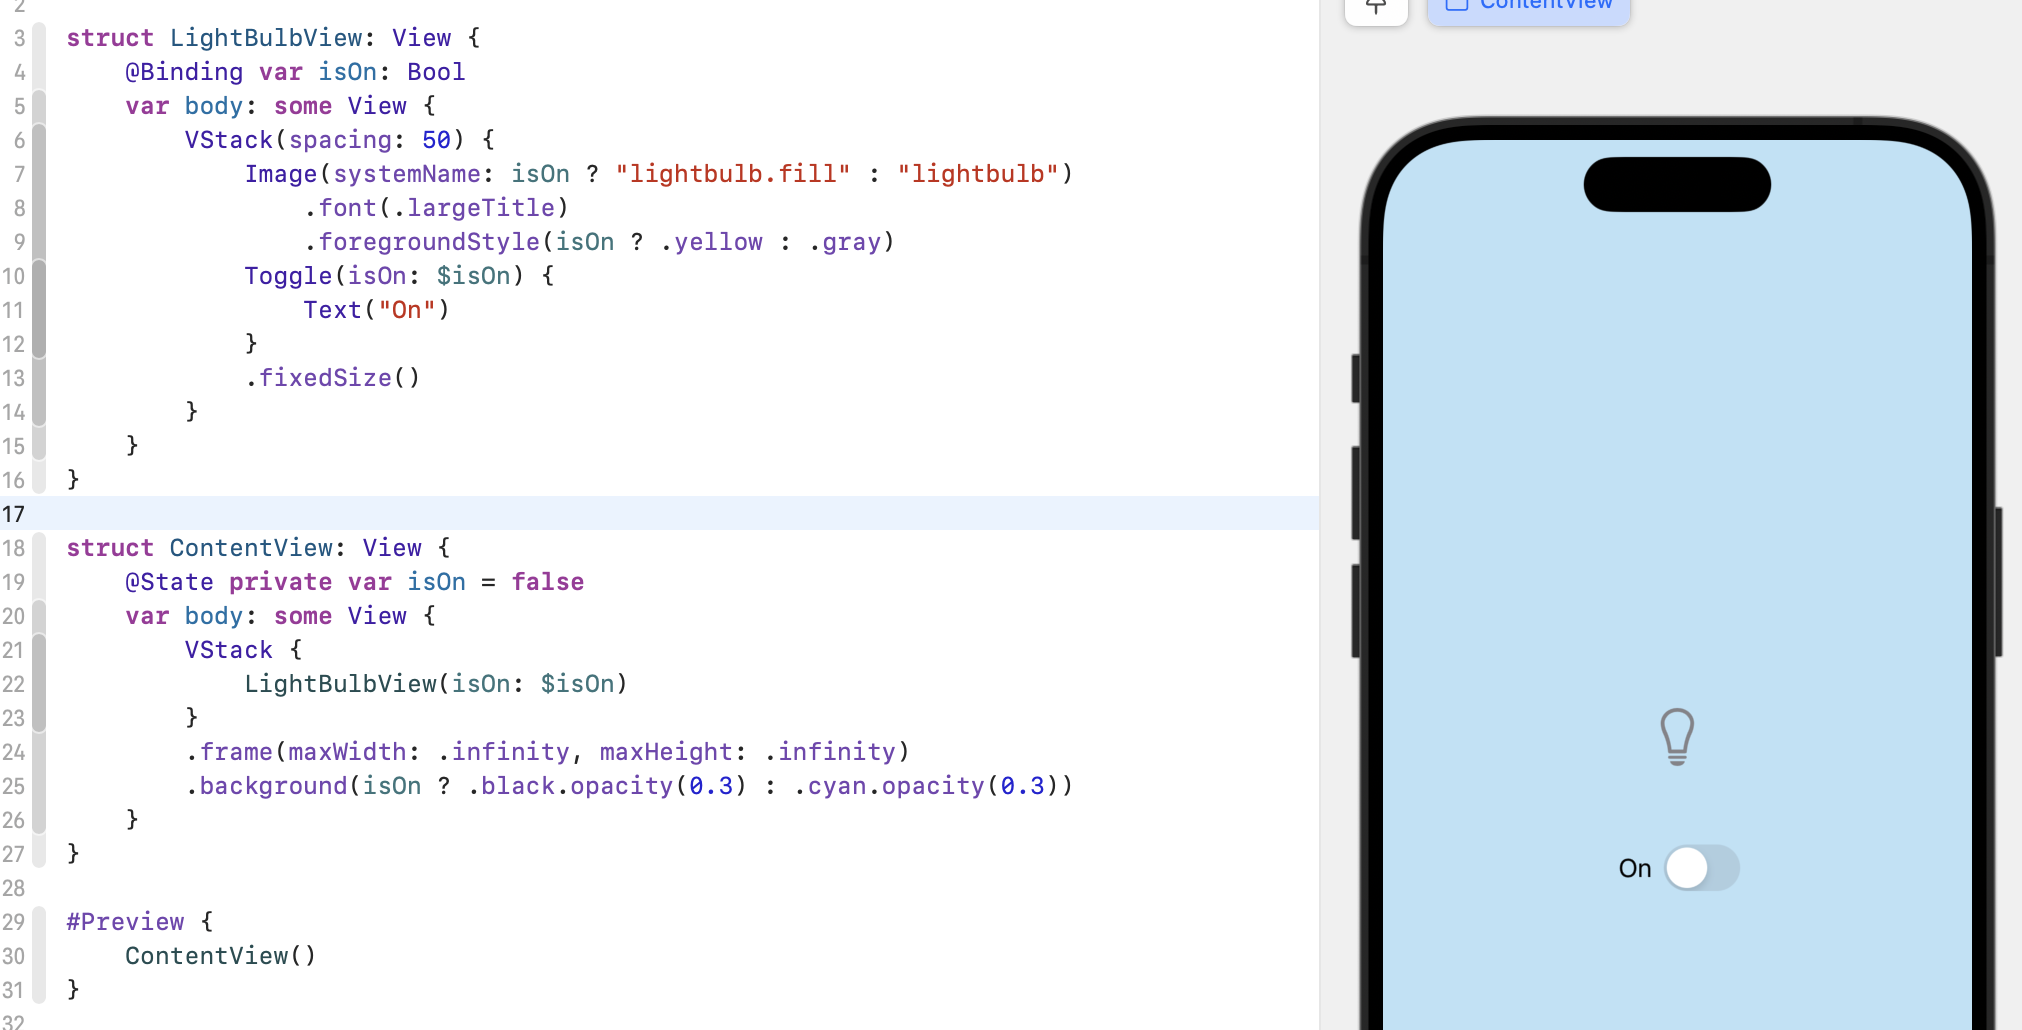 2
3 struct LightBulbView: View {
4 @Binding var isOn: Bool
5 var body: some View {
6 VStack(spacing: 50) {
7 Image(systemName: isOn ? "lightbulb.fill" : "lightbulb")
8 .font(.largeTitle)
9 .foregroundStyle(isOn ? .yellow : .gray)
10 Toggle(isOn: $isOn) {
11 Text("On")
12 }
13 .fixedSize()
14 }
15 }
16 }
17
18 struct ContentView: View {
19 @State private var isOn = false
20 var body: some View {
21 VStack {
22 LightBulbView(isOn: $isOn)
23 }
24 .frame(maxWidth: .infinity, maxHeight: .infinity)
25 .background(isOn ? .black.opacity(0.3) : .cyan.opacity(0.3))
26 }
27 }
28
29 #Preview {
30 ContentView()
31 }
32
ContentView
On